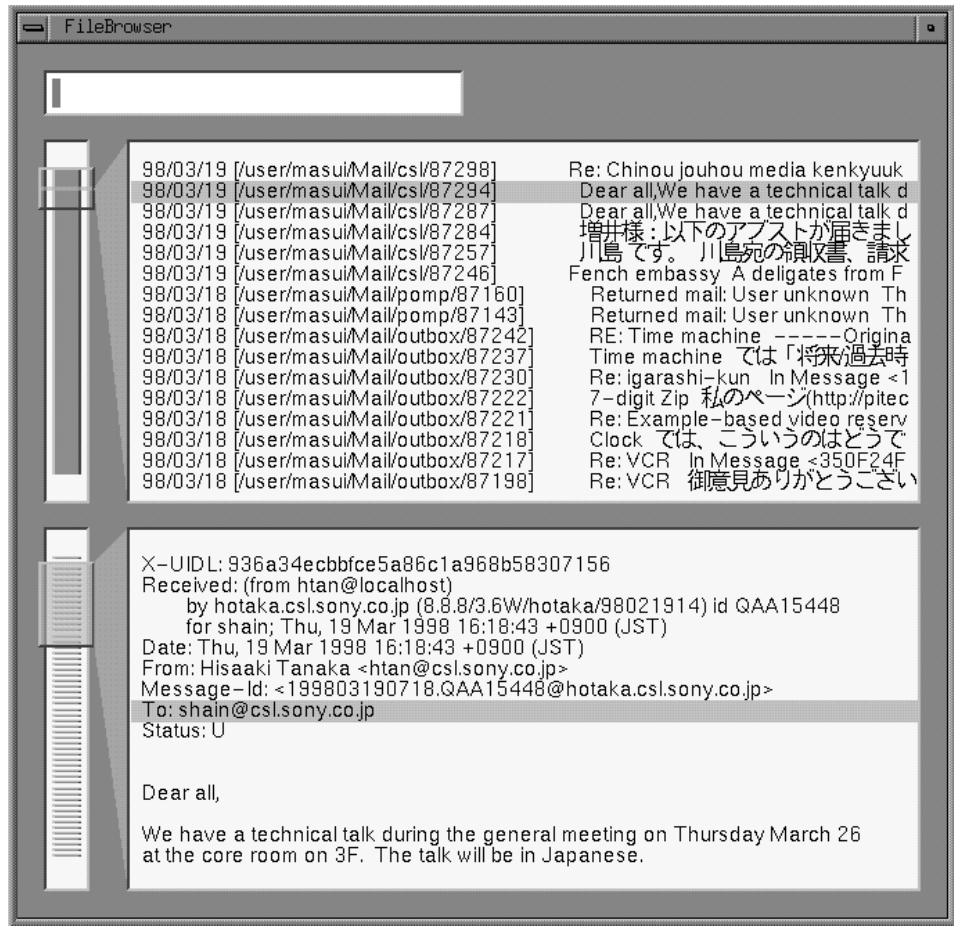 FileBrowser
98/03/19 [/user/masui/Mail/csl/87298] Re: Chinou jouhou media kenkyuuk
98/03/19 [/user/masui/Mail/csl/87294] Dear all,We have a technical talk d
98/03/19 [/user/masui/Mail/csl/87287] Dear all,We have a technical talk d
98/03/19 [/user/masui/Mail/csl/87284] 増井様:以下のアブストが届きまし
98/03/19 [/user/masui/Mail/csl/87257] 川島 です。 川島宛の領収書、請求
98/03/19 [/user/masui/Mail/csl/87246] Fench embassy A deligates from F
98/03/18 [/user/masui/Mail/pomp/87160] Returned mail: User unknown Th
98/03/18 [/user/masui/Mail/pomp/87143] Returned mail: User unknown Th
98/03/18 [/user/masui/Mail/outbox/87242] RE: Time machine -----Origina
98/03/18 [/user/masui/Mail/outbox/87237] Time machine では「将来/過去時
98/03/18 [/user/masui/Mail/outbox/87230] Re: igarashi-kun In Message <1
98/03/18 [/user/masui/Mail/outbox/87222] 7-digit Zip 私のページ(http://pitec
98/03/18 [/user/masui/Mail/outbox/87221] Re: Example-based video reserv
98/03/18 [/user/masui/Mail/outbox/87218] Clock では、こういうのはどうで
98/03/18 [/user/masui/Mail/outbox/87217] Re: VCR In Message <350F24F
98/03/18 [/user/masui/Mail/outbox/87198] Re: VCR 御意見ありがとうござい
X-UIDL: 936a34ecbbfce5a86c1a968b58307156
Received: (from htan@localhost)
by hotaka.csl.sony.co.jp (8.8.8/3.6W/hotaka/98021914) id QAA15448
for shain; Thu, 19 Mar 1998 16:18:43 +0900 (JST)
Date: Thu, 19 Mar 1998 16:18:43 +0900 (JST)
From: Hisaaki Tanaka <htan@csl.sony.co.jp>
Message-Id: <199803190718.QAA15448@hotaka.csl.sony.co.jp>
To: shain@csl.sony.co.jp
Status: U
Dear all,
We have a technical talk during the general meeting on Thursday March 26
at the core room on 3F. The talk will be in Japanese.